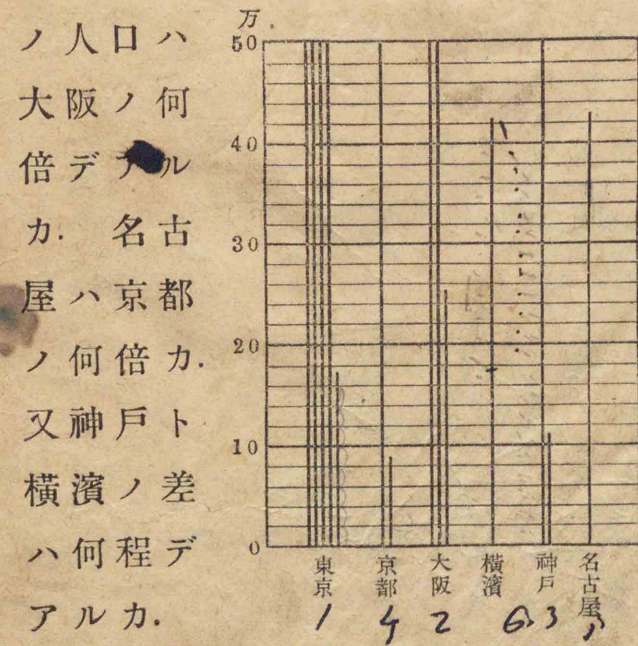 ノ人口ハ
大阪ノ何
倍デアル
カ. 名古
屋ハ京都
ノ何倍カ.
又神戸ト
横濱ノ差
ハ何程デ
アルカ.
万.
50
40
30
20
10
0
東京
京都
大阪
横濱
神戸
名古屋
1 4 2 6 3